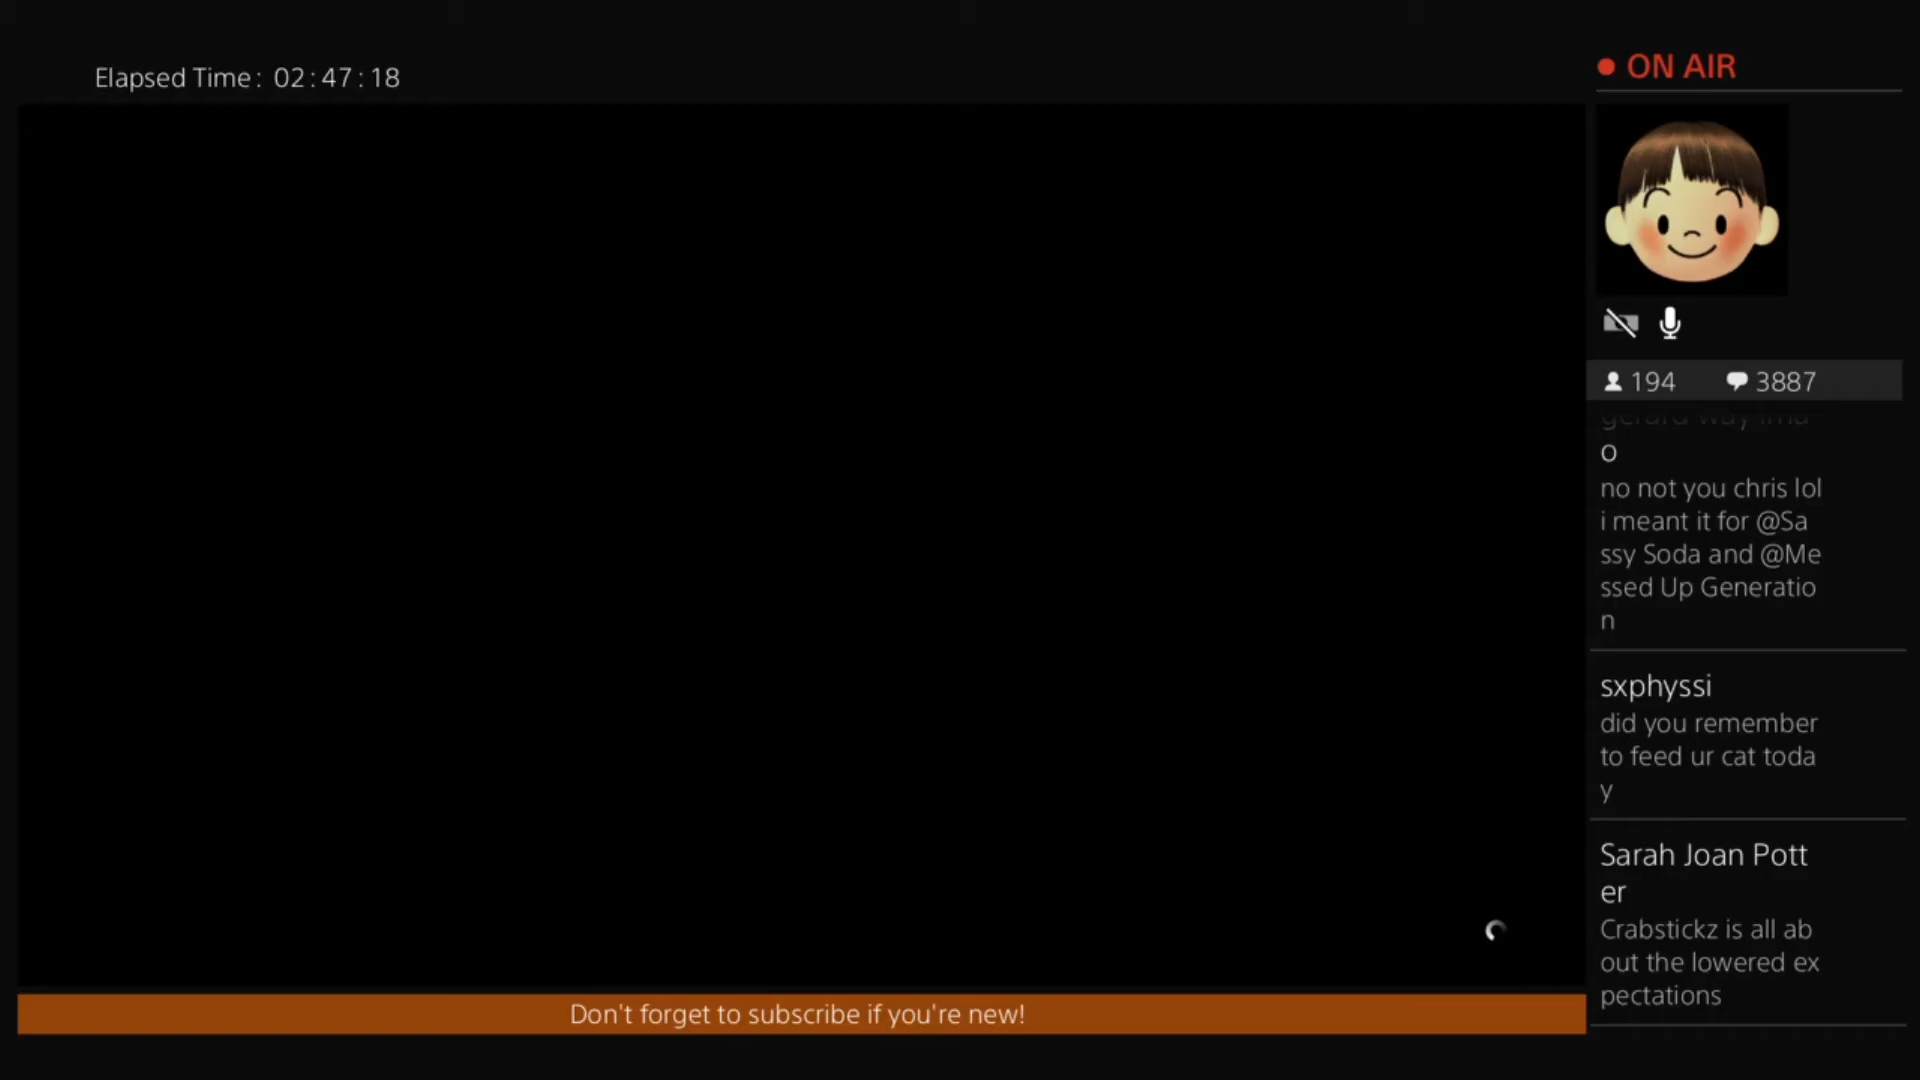 Elapsed Time: 02:47:18
ON AIR
194 3887
o
no not you chris lol
i meant it for @Sa
ssy Soda and @Me
ssed Up Generatio
n
sxphyssi
did you remember
to feed ur cat toda
y
Sarah Joan Pott
er
Crabstickz is all ab
out the lowered ex
pectations
Don't forget to subscribe if you're new!